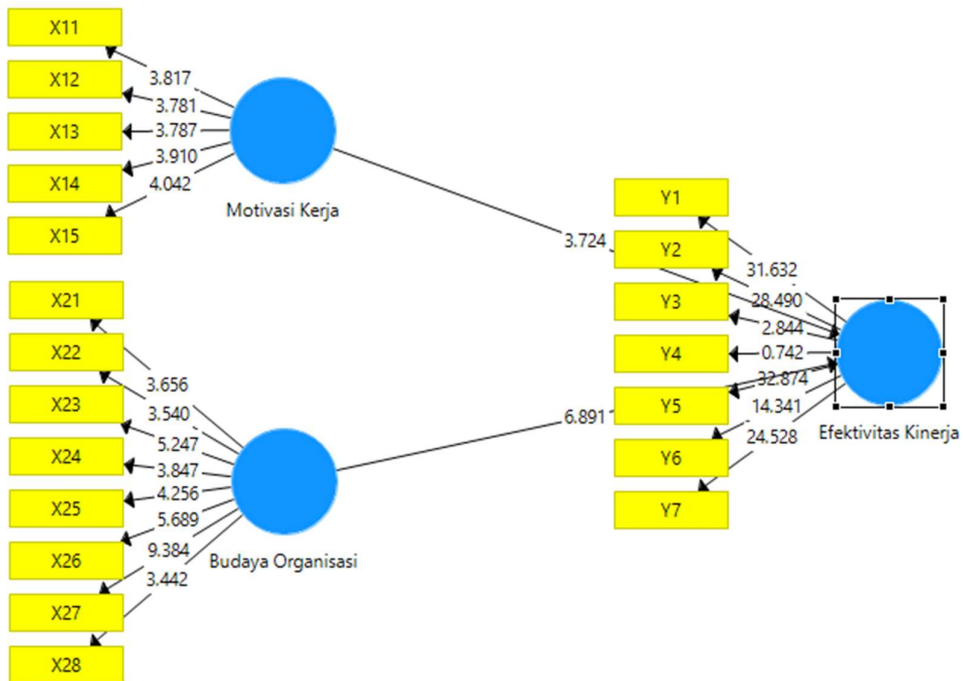 X11
X12
X13
X14
X15
3.817
3.781
3.787
3.910
4.042
Motivasi Kerja
X21
X22
X23
X24
X25
X26
X27
X28
3.656
3.540
5.247
3.847
4.256
5.689
9.384
3.442
Budaya Organisasi
3.724
6.891
Y1
Y2
Y3
Y4
Y5
Y6
Y7
31.632
28.490
2.844
0.742
32.874
14.341
24.528
Efektivitas Kinerja